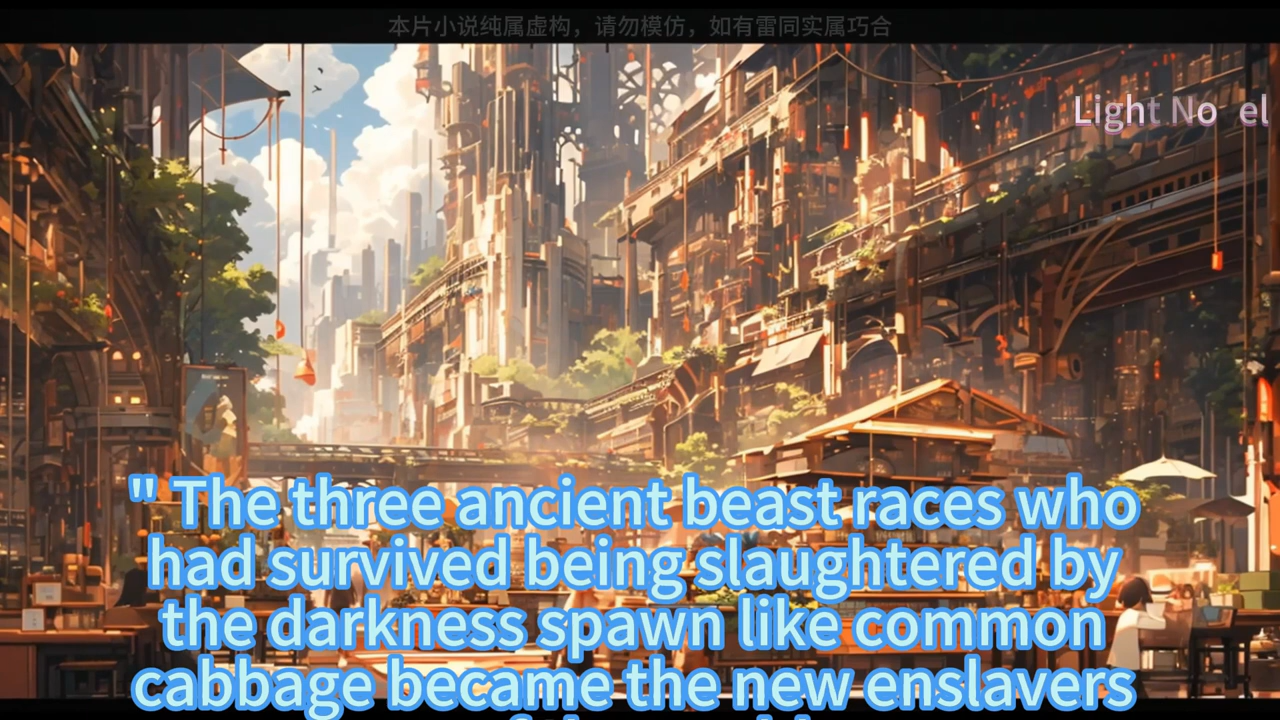 本片小说纯属虚构，请勿模仿，如有雷同实属巧合
Light No el
" The three ancient beast races who
had survived being slaughtered by
the darkness spawn like common
cabbage became the new enslavers